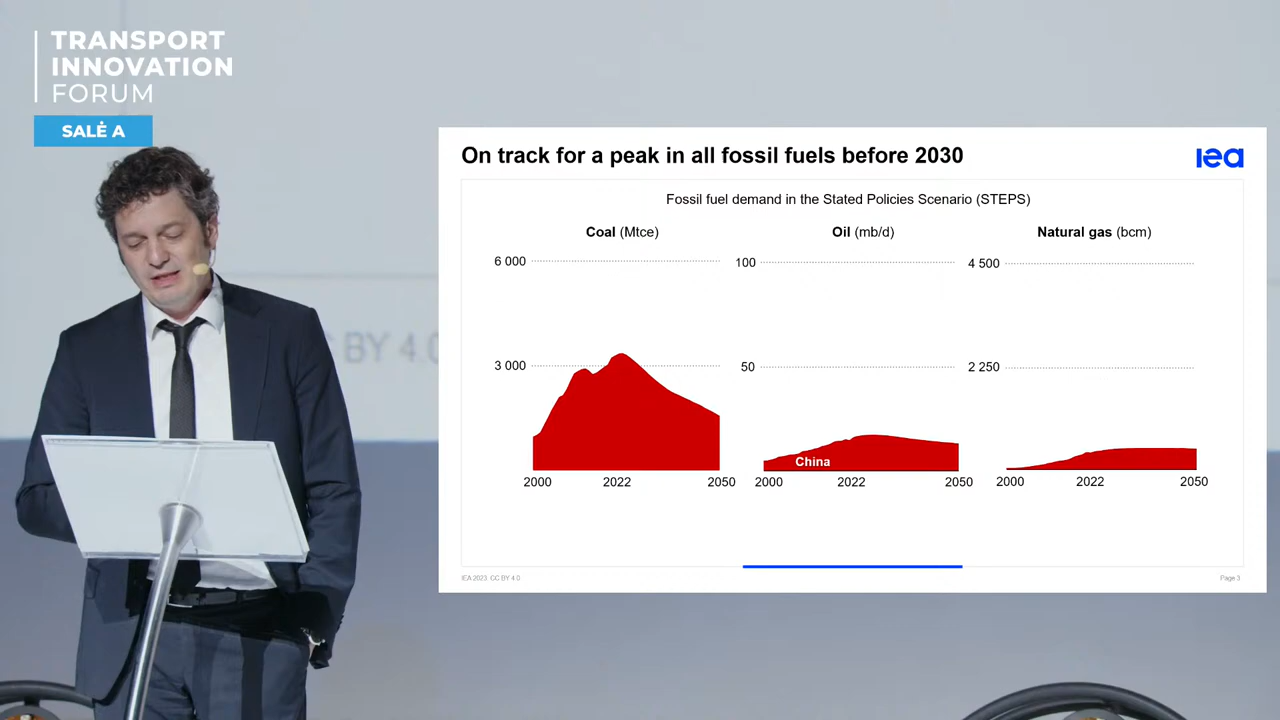 TRANSPORT
INNOVATION
FORUM
SALĖ A
BY 4.0
On track for a peak in all fossil fuels before 2030
iea
Fossil fuel demand in the Stated Policies Scenario (STEPS)
Coal (Mtce)
Oil (mb/d)
Natural gas (bcm)
6 000
100
4 500
3 000
50
2 250
China
2000
2022
2050
2000
2022
2050
2000
2022
2050
IEA 2023. CC BY 4.0
Page 3